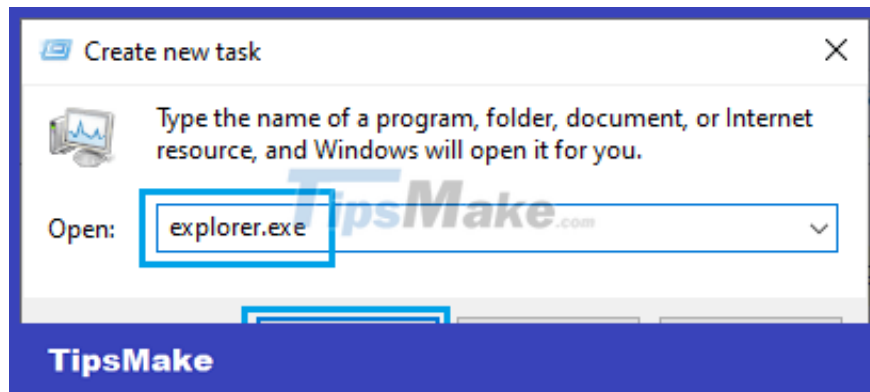 Create new task
Type the name of a program, folder, document, or Internet
resource, and Windows will open it for you.
TipsMake.com
Open: explorer.exe
TipsMake